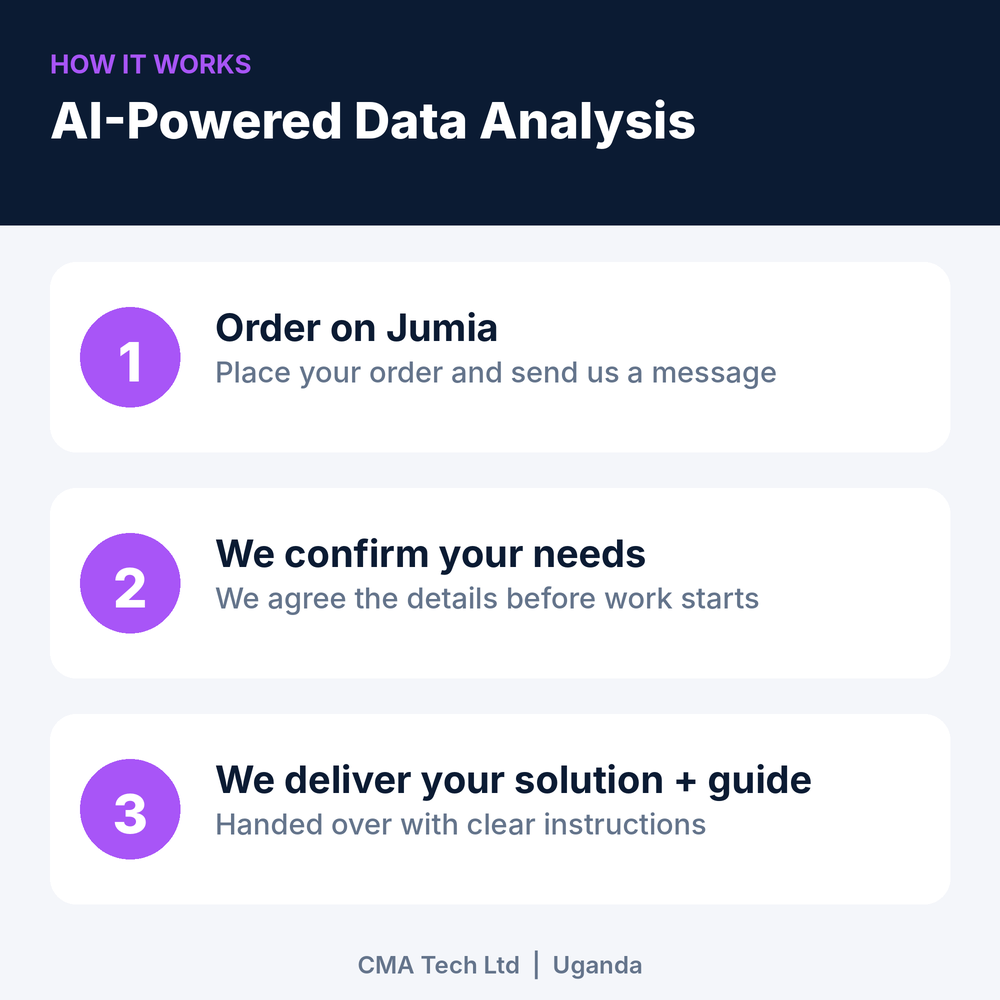 HOW IT WORKS
AI-Powered Data Analysis
1
Order on Jumia
Place your order and send us a message
2
We confirm your needs
We agree the details before work starts
3
We deliver your solution + guide
Handed over with clear instructions
CMA Tech Ltd | Uganda